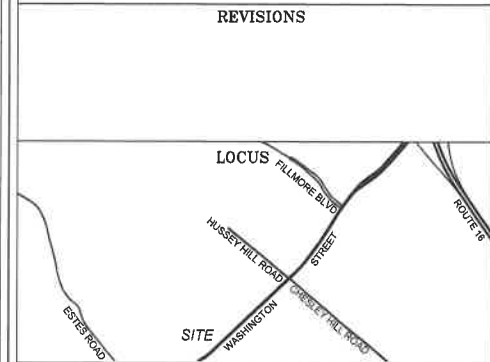 REVISIONS
LOCUS
FILLMORE BLVD
ROUTE 16
HUSSEY HILL ROAD
STREET
CHESLEY HILL ROAD
ESTES ROAD
SITE
WASHINGTON